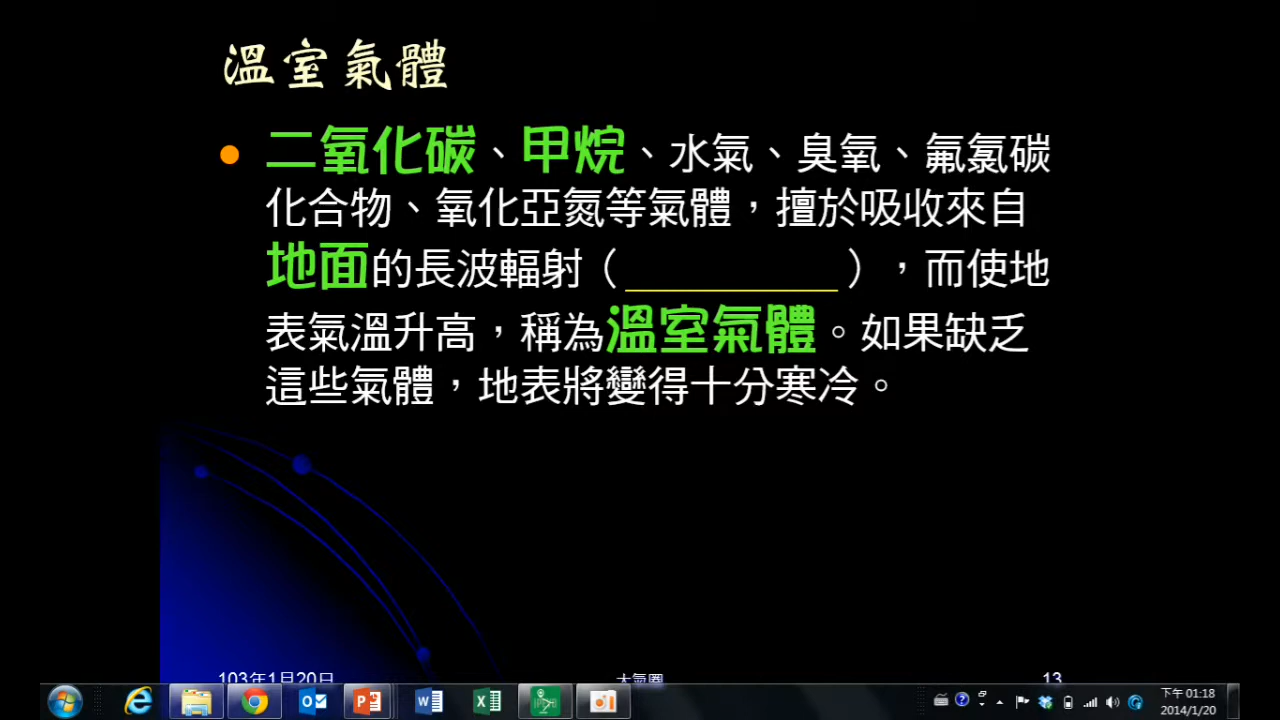 溫室氣體
二氧化碳、甲烷、水氣、臭氧、氟氯碳
化合物、氧化亞氮等氣體，擅於吸收來自
地面的長波輻射（__________），而使地
表氣溫升高，稱為溫室氣體。如果缺乏
這些氣體，地表將變得十分寒冷。
103年1月20日 大氣圈 13
下午 01:18
2014/1/20